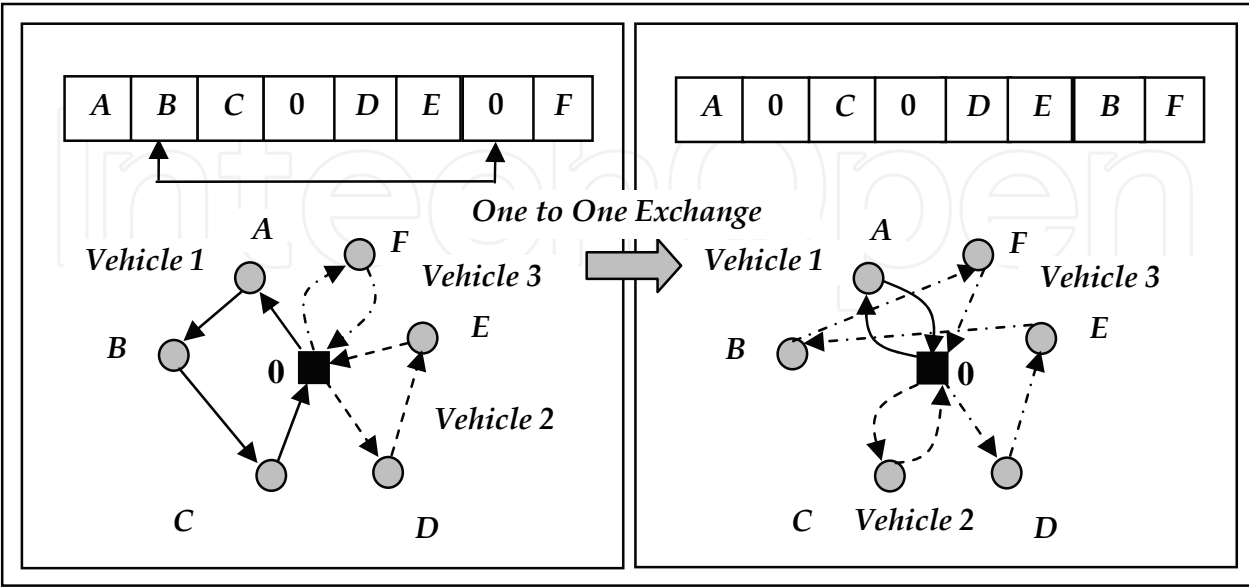 A B C 0 D E 0 F
A 0 C 0 D E B F
IntechOpen
One to One Exchange
A
F
Vehicle 1
Vehicle 3
E
B
0
Vehicle 2
C
D
A
F
Vehicle 1
Vehicle 3
E
B
0
C
Vehicle 2
D